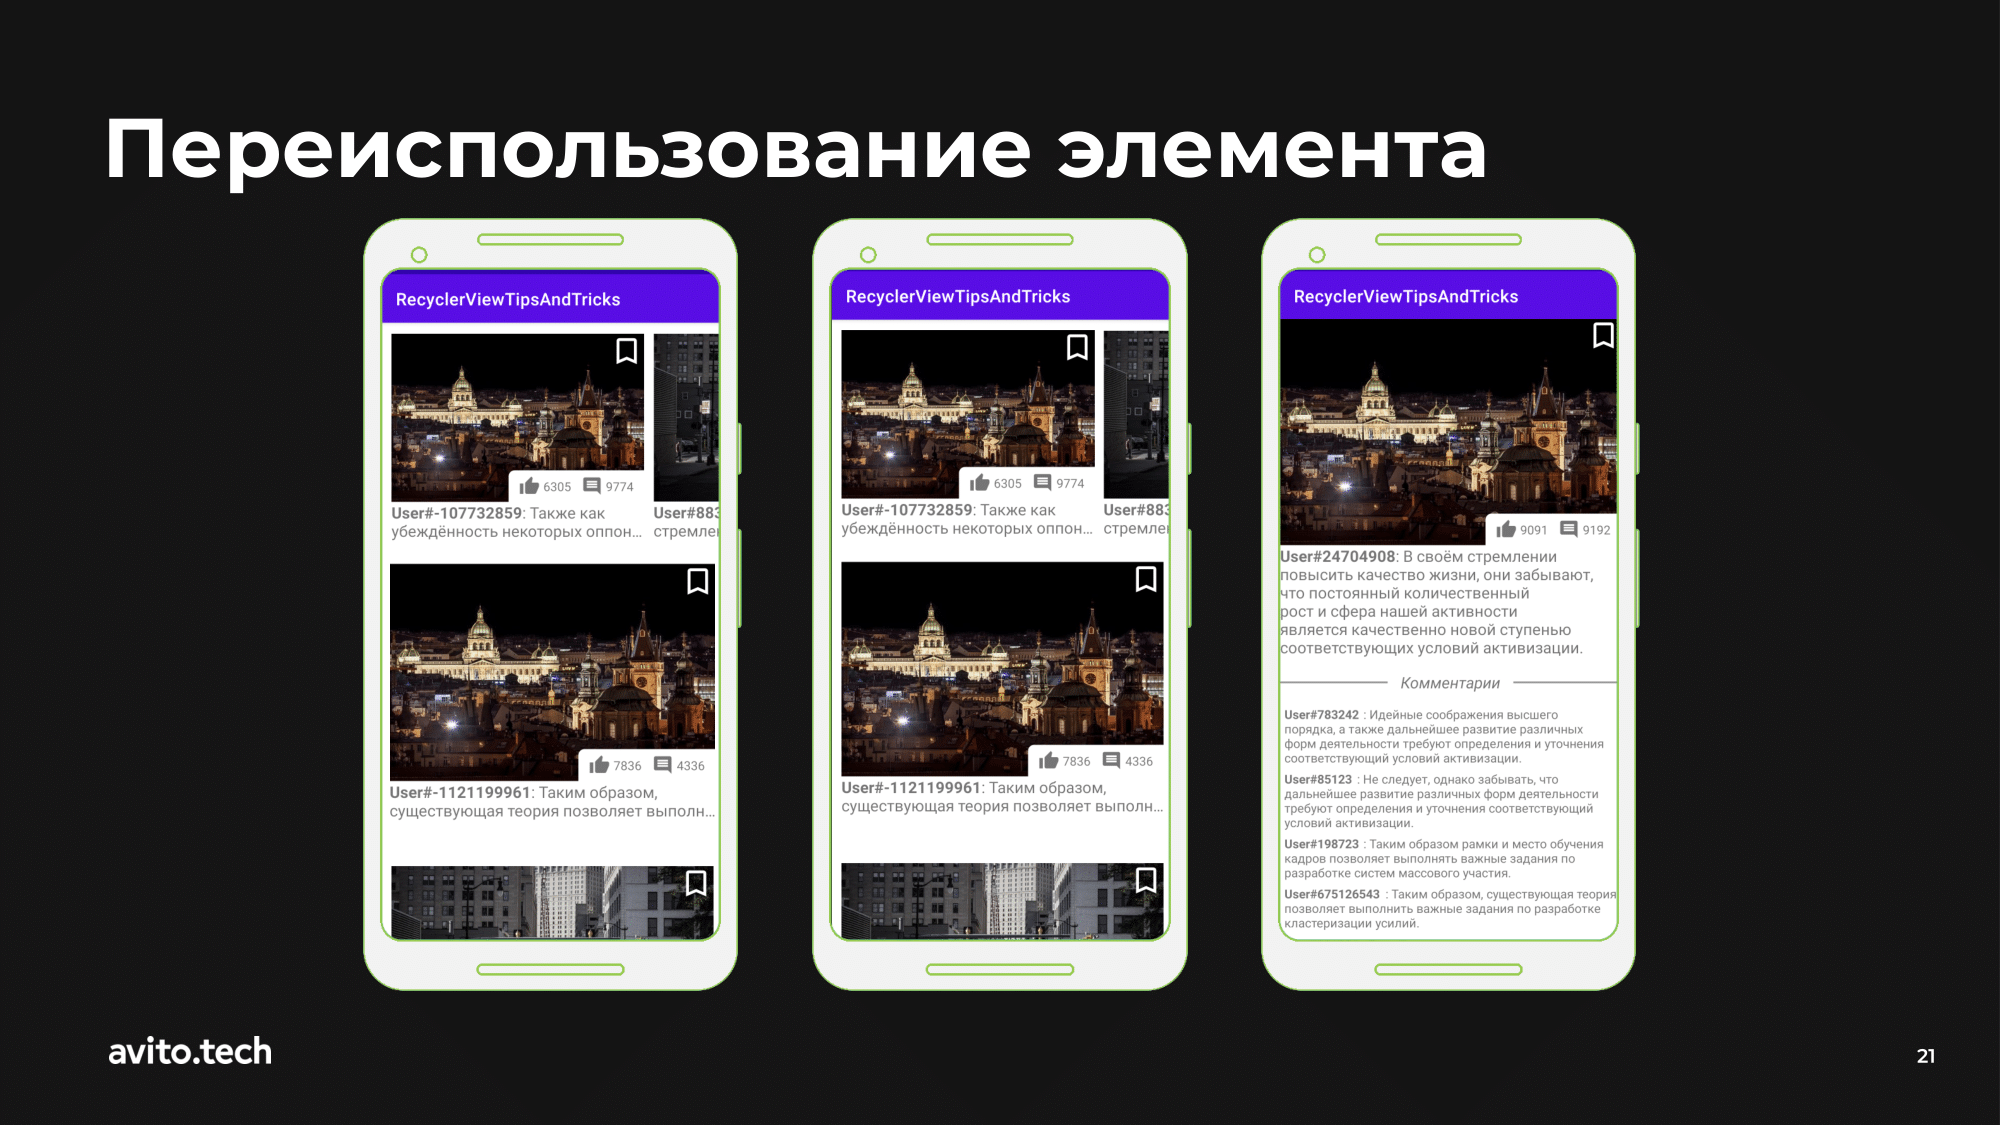 Переиспользование элемента
RecyclerViewTipsAndTricks
6305 9774
User#-107732859: Также как
убеждённость некоторых оппон...
User#883
стремлен
7836 4336
User#-1121199961: Таким образом,
существующая теория позволяет выполн...
RecyclerViewTipsAndTricks
6305 9774
User#-107732859: Также как
убеждённость некоторых оппон...
User#883
стремлен
7836 4336
User#-1121199961: Таким образом,
существующая теория позволяет выполн...
RecyclerViewTipsAndTricks
9091 9192
User#24704908: В своём стремлении
повысить качество жизни, они забывают,
что постоянный количественный
рост и сфера нашей активности
является качественно новой ступенью
соответствующих условий активизации.
Комментарии
User#783242 : Идейные соображения высшего
порядка, а также дальнейшее развитие различных
форм деятельности требуют определения и уточнения
соответствующий условий активизации.
User#85123 : Не следует, однако забывать, что
дальнейшее развитие различных форм деятельности
требуют определения и уточнения соответствующий
условий активизации.
User#198723 : Таким образом рамки и место обучения
кадров позволяет выполнять важные задания по
разработке систем массового участия.
User#675126543 : Таким образом, существующая теория
позволяет выполнить важные задания по разработке
кластеризации усилий.
avito.tech
21